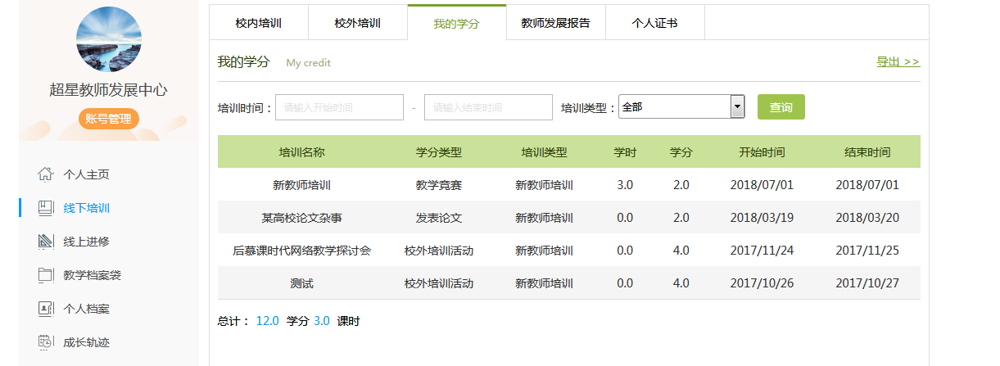 超星教师发展中心
账号管理
个人主页
线下培训
线上进修
教学档案袋
个人档案
成长轨迹
校内培训 校外培训 我的学分 教师发展报告 个人证书
我的学分 My credit 导出 >>
培训时间： 请输入开始时间 - 请输入结束时间 培训类型： 全部 查询
培训名称 学分类型 培训类型 学时 学分 开始时间 结束时间
新教师培训 教学竟赛 新教师培训 3.0 2.0 2018/07/01 2018/07/01
某高校论文杂事 发表论文 新教师培训 0.0 2.0 2018/03/19 2018/03/20
后慕课时代网络教学探讨会 校外培训活动 新教师培训 0.0 4.0 2017/11/24 2017/11/25
测试 校外培训活动 新教师培训 0.0 4.0 2017/10/26 2017/10/27
总计： 12.0 学分 3.0 课时